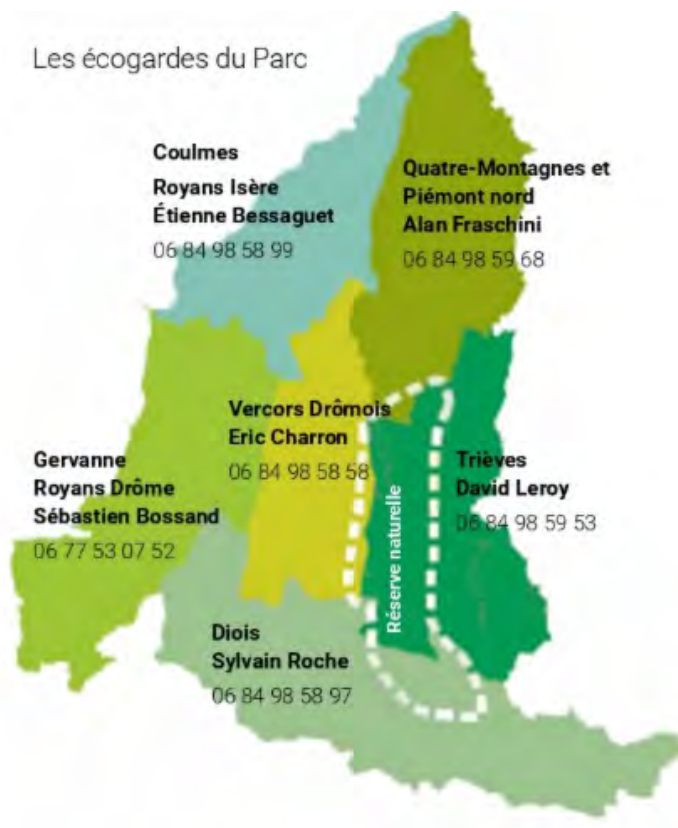 Les écogardes du Parc
Coulmes
Royans Isère
Étienne Bessaguet
06 84 98 58 99
Quatre-Montagnes et
Piémont nord
Alan Fraschini
06 84 98 59 68
Vercors Drômois
Eric Charron
06 84 98 58 58
Gervanne
Royans Drôme
Sébastien Bossand
06 77 53 07 52
Trièves
David Leroy
06 84 98 59 53
Réserve naturelle
Diois
Sylvain Roche
06 84 98 58 97